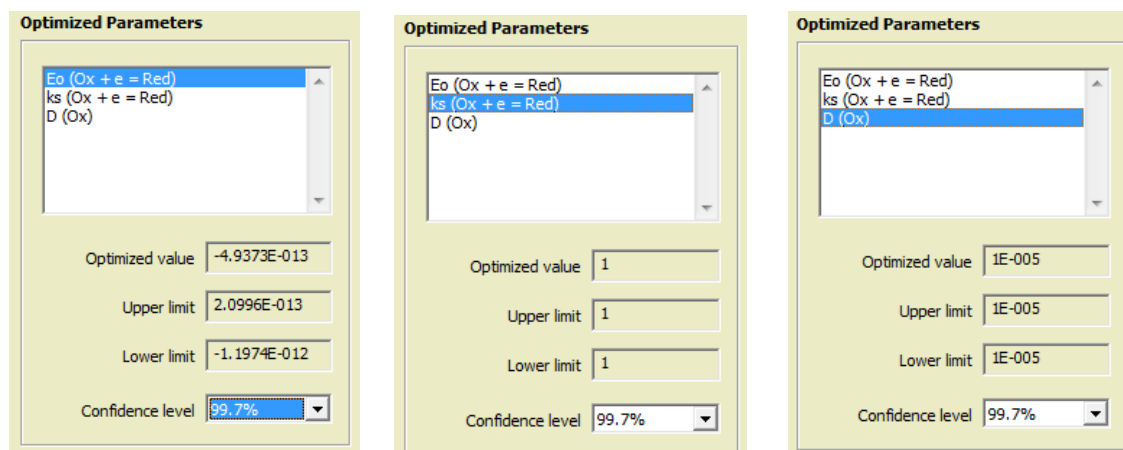 Optimized Parameters
Eo (Ox + e = Red)
ks (Ox + e = Red)
D (Ox)
Optimized value -4.9373E-013
Upper limit 2.0996E-013
Lower limit -1.1974E-012
Confidence level 99.7%
Optimized Parameters
Eo (Ox + e = Red)
ks (Ox + e = Red)
D (Ox)
Optimized value 1
Upper limit 1
Lower limit 1
Confidence level 99.7%
Optimized Parameters
Eo (Ox + e = Red)
ks (Ox + e = Red)
D (Ox)
Optimized value 1E-005
Upper limit 1E-005
Lower limit 1E-005
Confidence level 99.7%